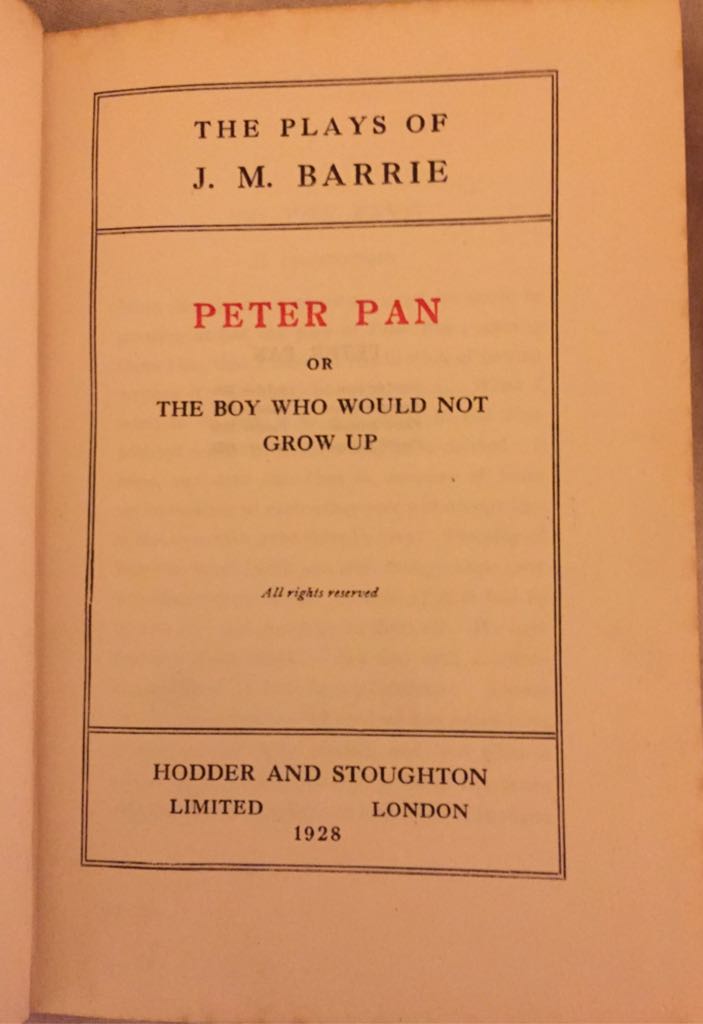 THE PLAYS OF
J. M. BARRIE
PETER PAN
OR
THE BOY WHO WOULD NOT
GROW UP
All rights reserved
HODDER AND STOUGHTON
LIMITED LONDON
1928